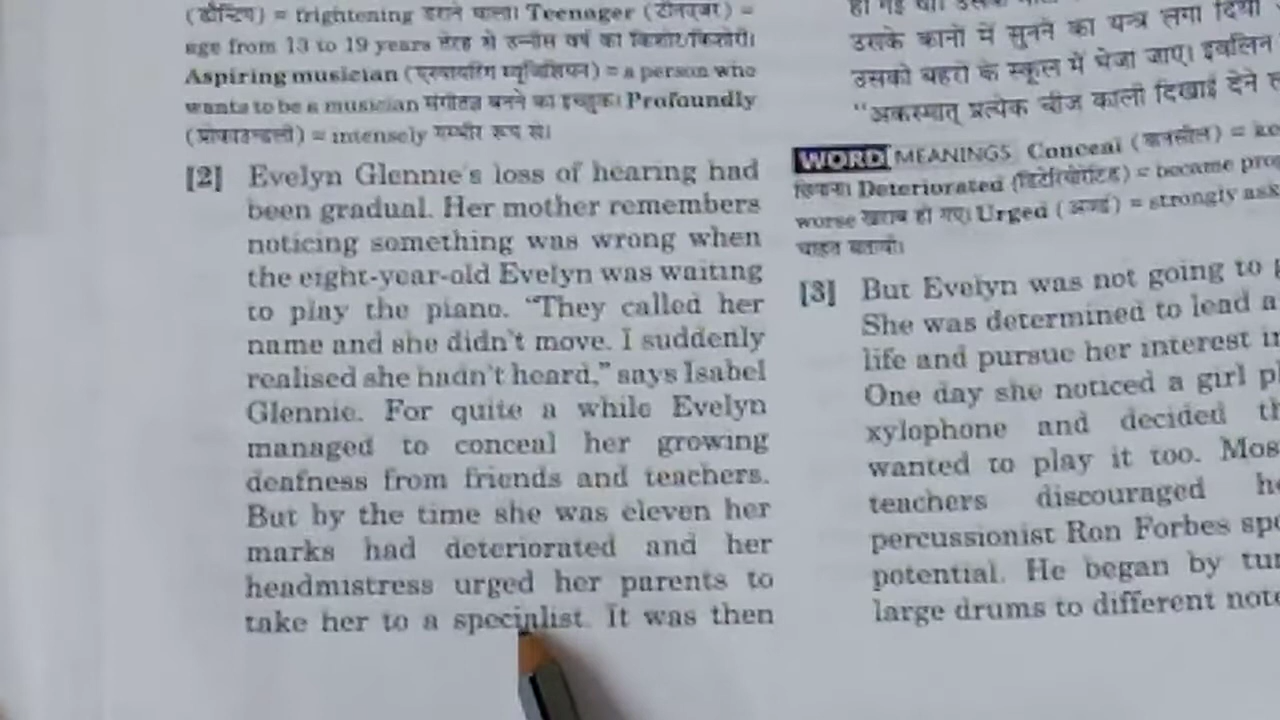 (डौन्टिंग) = frightening डराने वाला। Teenager (टीनएजर) =
age from 13 to 19 years तेरह से उन्नीस वर्ष का किशोर/किशोरी।
Aspiring musician (एस्पायरिंग म्यूजिशियन) = a person who
wants to be a musician संगीतज्ञ बनने का इच्छुक। Profoundly
(प्रोफाउन्डली) = intensely गम्भीर रूप से।
[2] Evelyn Glennie's loss of hearing had
been gradual. Her mother remembers
noticing something was wrong when
the eight-year-old Evelyn was waiting
to play the piano. “They called her
name and she didn't move. I suddenly
realised she hadn't heard,” says Isabel
Glennie. For quite a while Evelyn
managed to conceal her growing
deafness from friends and teachers.
But by the time she was eleven her
marks had deteriorated and her
headmistress urged her parents to
take her to a specialist. It was then
हो गई थी। उसके
उसके कानों में सुनने का यन्त्र लगा दिया
उसको बहरों के स्कूल में भेजा जाए। इवलिन
“अकस्मात् प्रत्येक चीज काली दिखाई देने
WORD MEANINGS Conceal (कनसील) =
छिपाना। Deteriorated (डिटेरियोरेटिड) = became
worse खराब हो गए। Urged (अर्ज्ड) = strongly
[3] But Evelyn was not going to
She was determined to lead a
life and pursue her interest
One day she noticed a girl
xylophone and decided
wanted to play it too.
teachers discouraged
percussionist Ron Forbes
potential. He began by
large drums to different